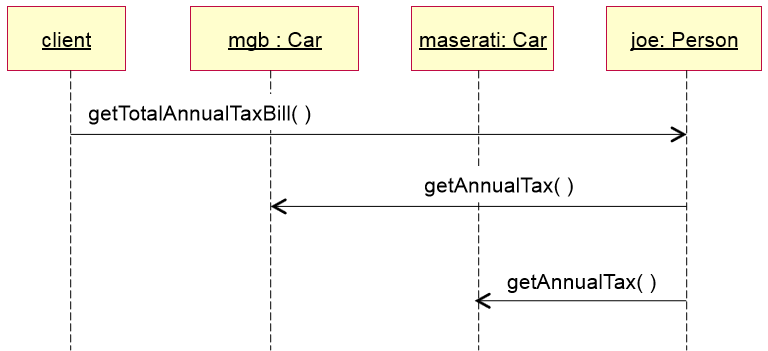 client
mgb : Car
maserati: Car
joe: Person
getTotalAnnualTaxBill( )
getAnnualTax( )
getAnnualTax( )